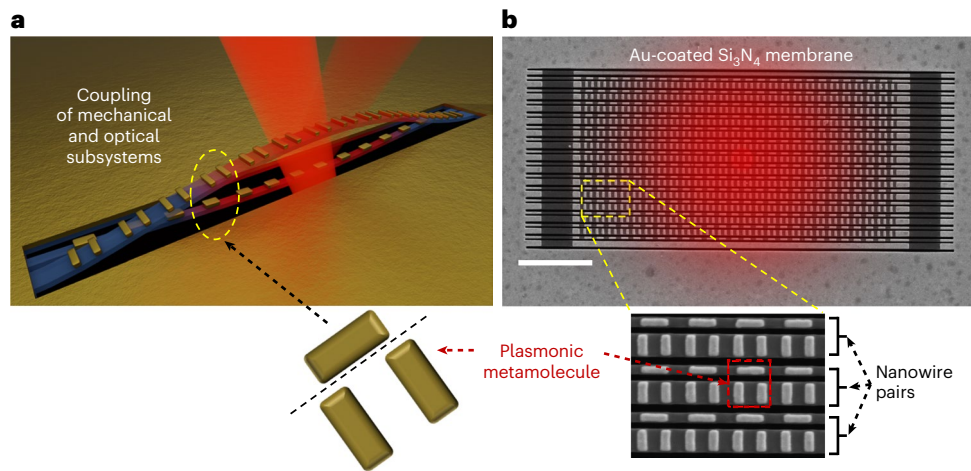 a
b
Coupling
of mechanical
and optical
subsystems
Au-coated Si₃N₄ membrane
Plasmonic
metamolecule
Nanowire
pairs